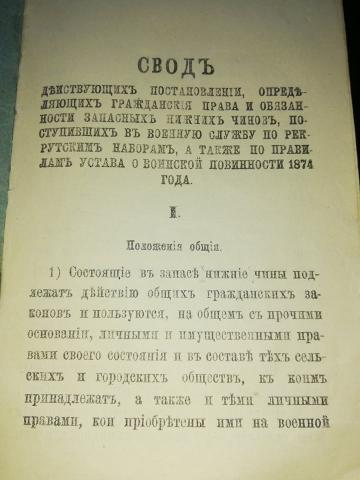 СВОДЪ
ДѢЙСТВУЮЩИХЪ ПОСТАНОВЛЕНІЙ, ОПРЕДѢ-
ЛЯЮЩИХЪ ГРАЖДАНСКІЯ ПРАВА И ОБЯЗАН-
НОСТИ ЗАПАСНЫХЪ НИЖНИХЪ ЧИНОВЪ, ПО-
СТУПИВШИХЪ ВЪ ВОЕННУЮ СЛУЖБУ ПО РЕК-
РУТСКИМЪ НАБОРАМЪ, А ТАКЖЕ ПО ПРАВИ-
ЛАМЪ УСТАВА О ВОИНСКОЙ ПОВИННОСТИ 1874
ГОДА.
I.
Положенія общія.
1) Состоящіе въ запасѣ нижніе чины под-
лежатъ дѣйствію общихъ гражданскихъ за-
коновъ и пользуются, на общемъ съ прочими
основаніи, личными и имущественными пра-
вами своего состоянія и въ составѣ тѣхъ сель-
скихъ и городскихъ обществъ, къ коимъ
принадлежатъ, а также и тѣми личными
правами, кои пріобрѣтены ими на военной